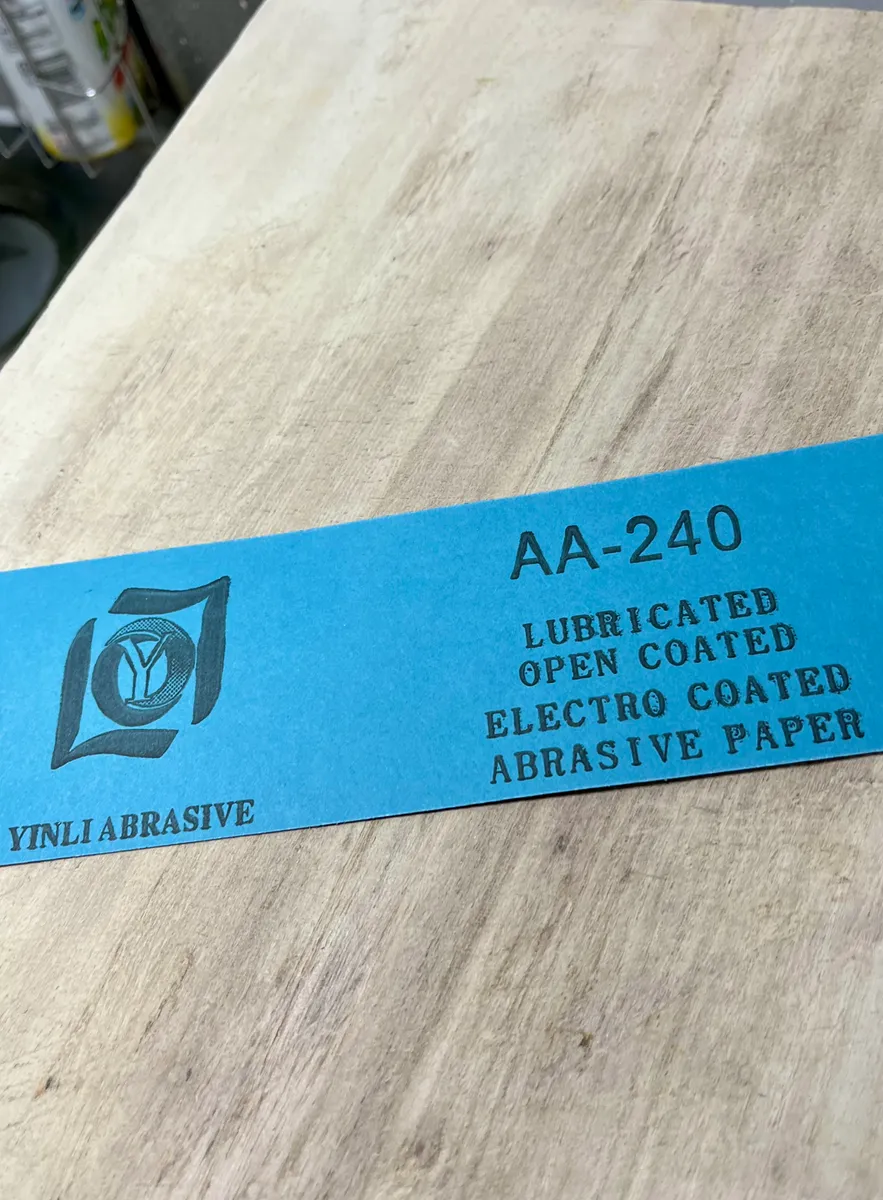 AA-240
LUBRICATED
OPEN COATED
ELECTRO COATED
ABRASIVE PAPER
Y
YINLI ABRASIVE